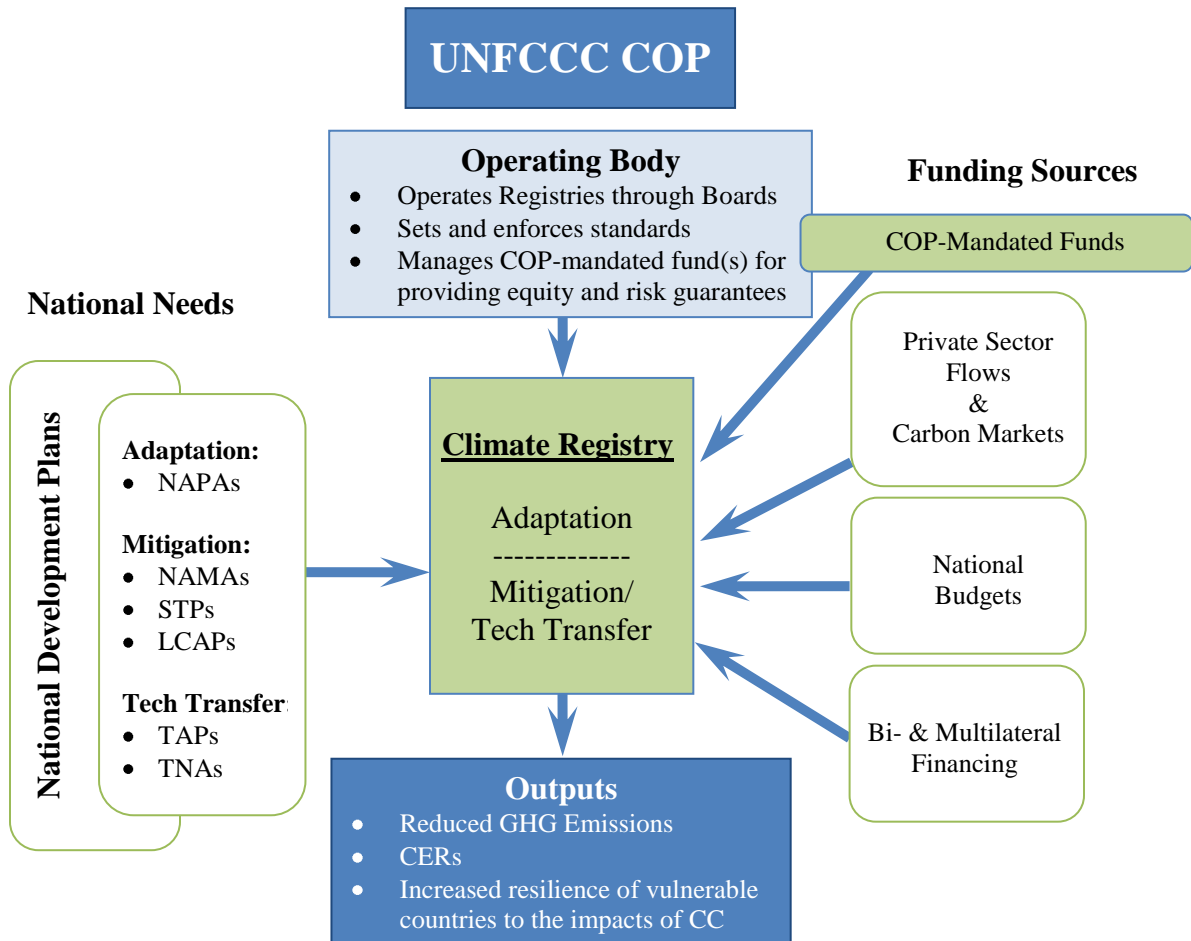 UNFCCC COP
Operating Body
• Operates Registries through Boards
• Sets and enforces standards
• Manages COP-mandated fund(s) for
providing equity and risk guarantees
Funding Sources
COP-Mandated Funds
Private Sector
Flows
&
Carbon Markets
National
Budgets
Bi- & Multilateral
Financing
National Needs
National Development Plans
Adaptation:
• NAPAs
Mitigation:
• NAMAs
• STPs
• LCAPs
Tech Transfer:
• TAPs
• TNAs
Climate Registry
Adaptation
-------------
Mitigation/
Tech Transfer
Outputs
• Reduced GHG Emissions
• CERs
• Increased resilience of vulnerable
countries to the impacts of CC